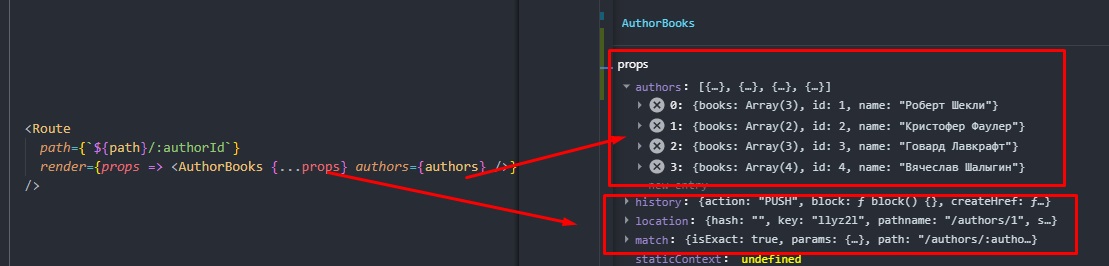 <Route
path={`${path}/:authorId`}
render={props => <AuthorBooks {...props} authors={authors} />}
/>
AuthorBooks
props
authors: [{…}, {…}, {…}, {…}]
0: {books: Array(3), id: 1, name: "Роберт Шекли"}
1: {books: Array(2), id: 2, name: "Кристофер Фаулер"}
2: {books: Array(3), id: 3, name: "Говард Лавкрафт"}
3: {books: Array(4), id: 4, name: "Вячеслав Шалыгин"}
new entry
history: {action: "PUSH", block: ƒ block() {}, createHref: ƒ…}
location: {hash: "", key: "llyz2l", pathname: "/authors/1", s…}
match: {isExact: true, params: {…}, path: "/authors/:autho…}
staticContext: undefined